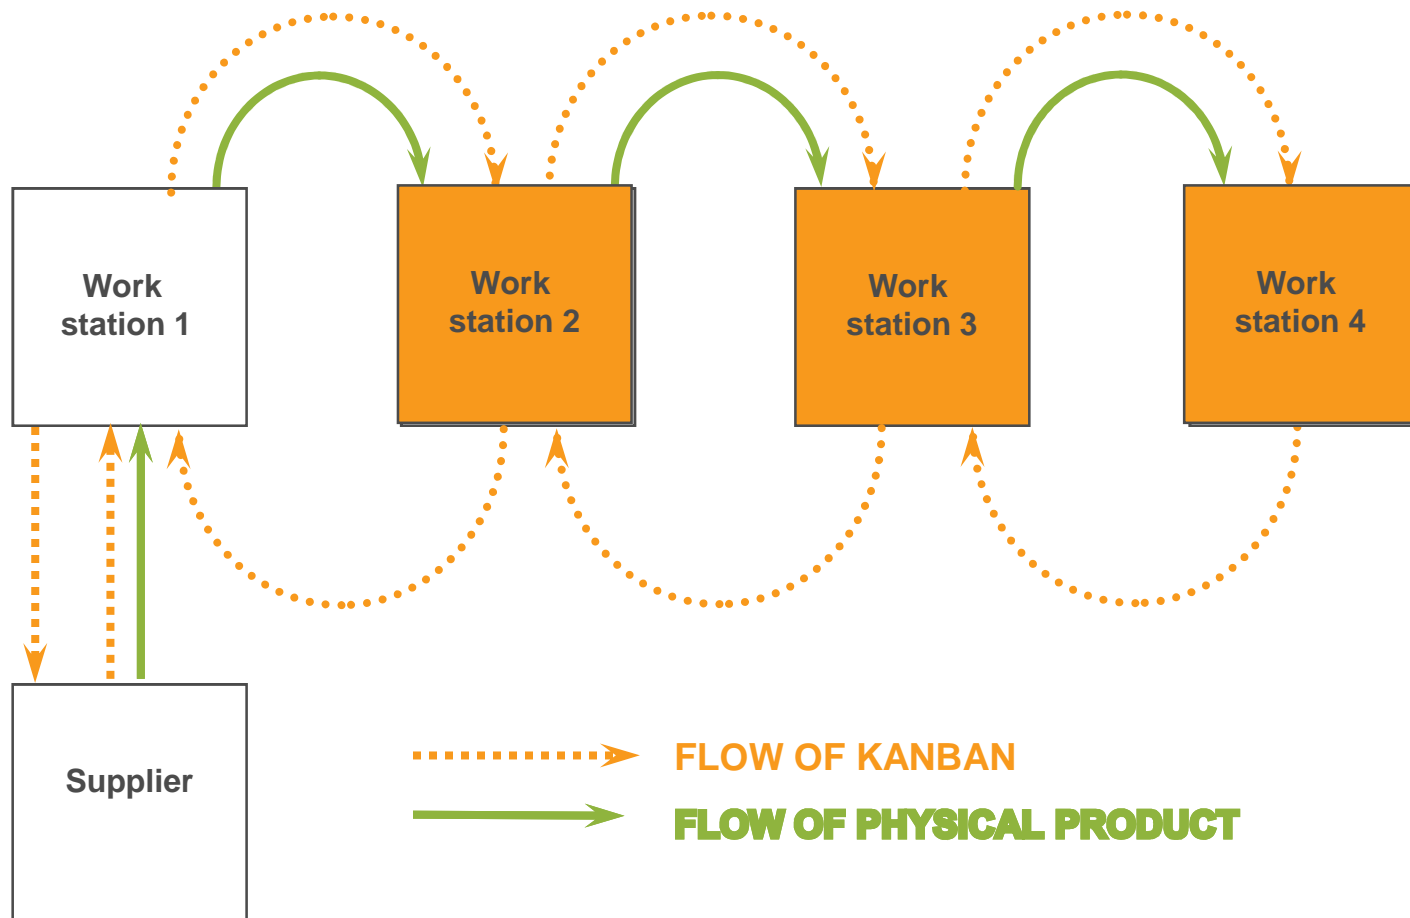 Work
station 1
Work
station 2
Work
station 3
Work
station 4
Supplier
FLOW OF KANBAN
FLOW OF PHYSICAL PRODUCT